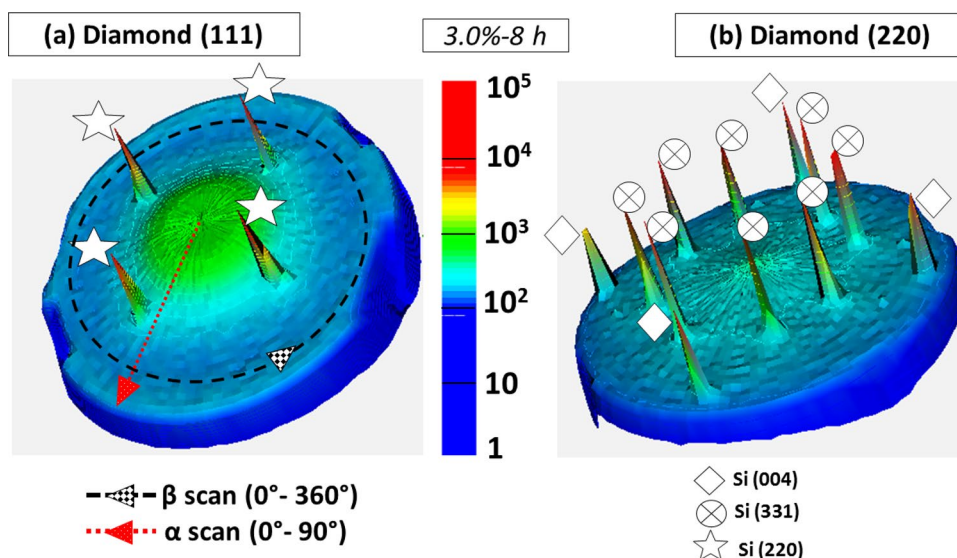 (a) Diamond (111)
3.0%-8 h
(b) Diamond (220)
10⁵
10⁴
10³
10²
10
1
β scan (0°- 360°)
α scan (0°- 90°)
Si (004)
Si (331)
Si (220)